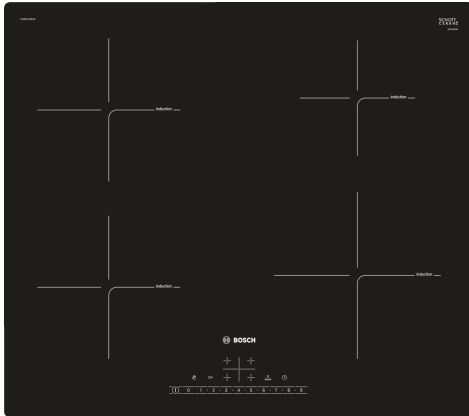 SCHOTT
CERAN®
induction
induction
induction
induction
BOSCH
0 1 · 2 · 3 · 4 · 5 · 6 · 7 · 8 · 9